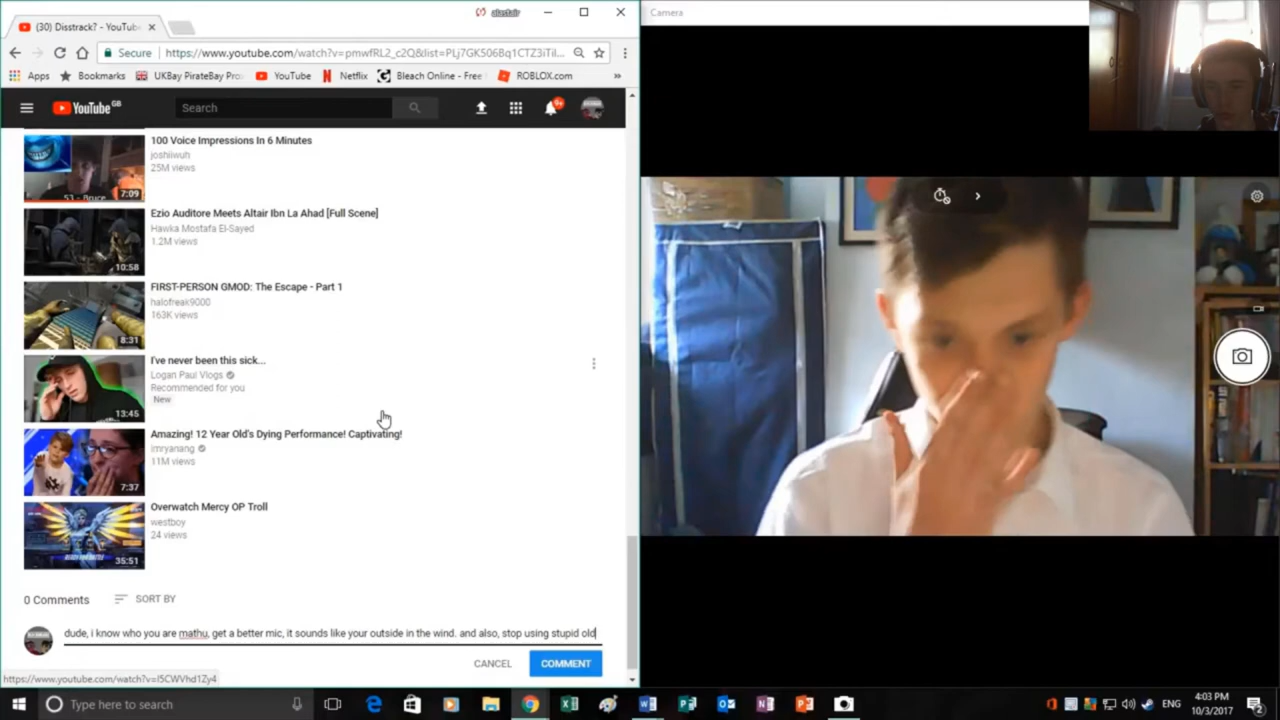 (30) Disstrack? - YouTub
alastair
Camera
Secure
https://www.youtube.com/watch?v=pmwfRL2_c2Q&list=PLj7GK506Bq1CTZ3iTil...
Apps
Bookmarks
UKBay PirateBay Pro
YouTube
Netflix
Bleach Online - Free
ROBLOX.com
»
YouTube GB
Search
9+
100 Voice Impressions In 6 Minutes
joshiiwuh
25M views
7:09
Ezio Auditore Meets Altair Ibn La Ahad [Full Scene]
Hawka Mostafa El-Sayed
1.2M views
10:58
FIRST-PERSON GMOD: The Escape - Part 1
halofreak9000
163K views
8:31
I've never been this sick...
Logan Paul Vlogs
Recommended for you
New
13:45
Amazing! 12 Year Old's Dying Performance! Captivating!
imryanang
11M views
7:37
Overwatch Mercy OP Troll
westboy
24 views
35:51
0 Comments
SORT BY
dude, i know who you are mathu, get a better mic, it sounds like your outside in the wind. and also, stop using stupid old
CANCEL
COMMENT
https://www.youtube.com/watch?v=I5CWVhd1Zy4
Type here to search
ENG
4:03 PM
10/3/2017
2